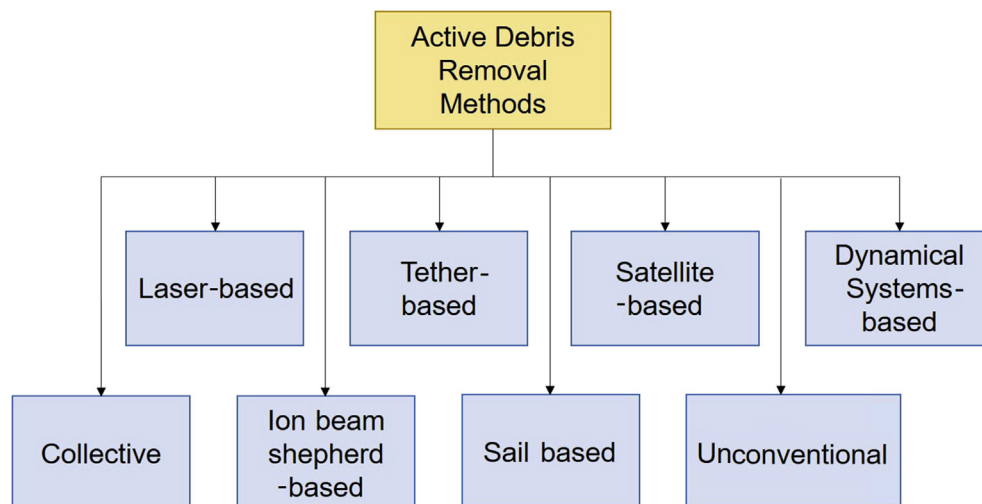 Active Debris
Removal
Methods
Laser-based
Tether-
based
Satellite
-based
Dynamical
Systems-
based
Collective
Ion beam
shepherd
-based
Sail based
Unconventional